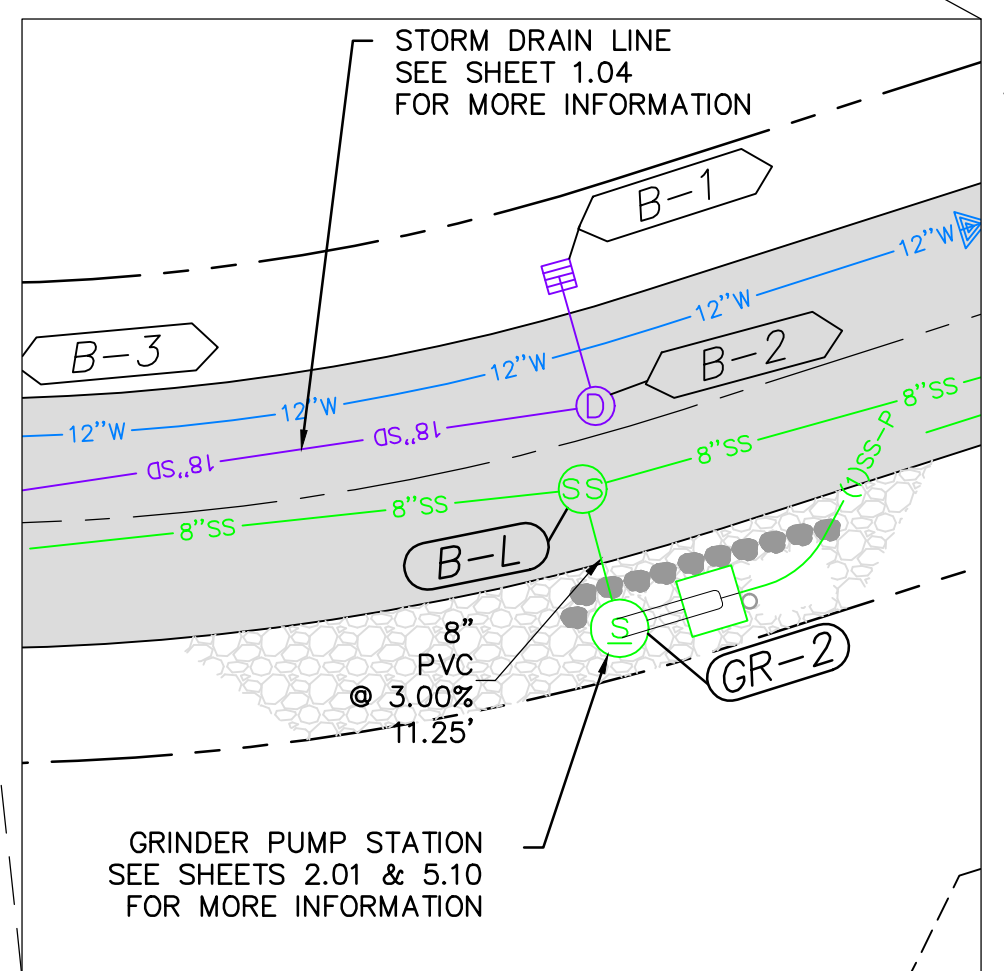 STORM DRAIN LINE
SEE SHEET 1.04
FOR MORE INFORMATION
B-1
12"W
12"W
B-3
B-2
12"W
12"W
12"W
D
18"SD
18"SD
8"SS
8"SS
(1)SS-P
SS
8"SS
8"SS
B-L
S
8"
PVC
@ 3.00%
11.25'
GR-2
GRINDER PUMP STATION
SEE SHEETS 2.01 & 5.10
FOR MORE INFORMATION